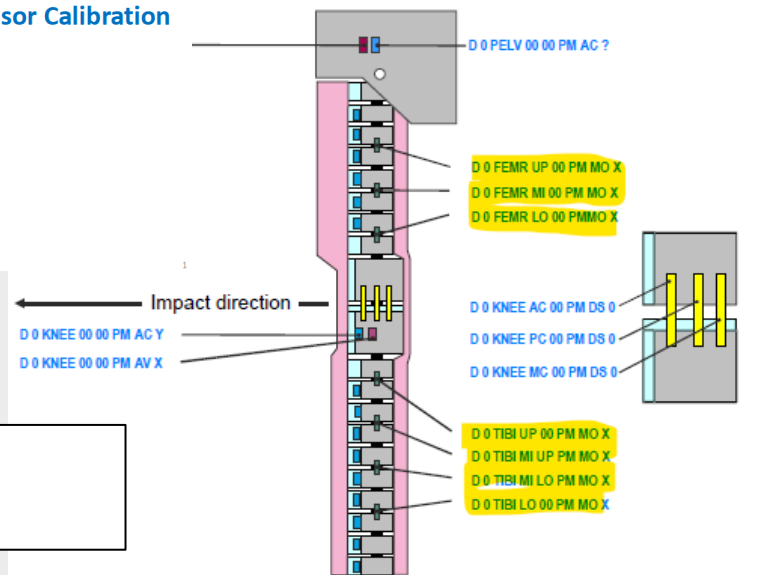 sor Calibration
D 0 PELV 00 00 PM AC ?
D 0 FEMR UP 00 PM MO X
D 0 FEMR MI 00 PM MO X
D 0 FEMR LO 00 PMMO X
1
Impact direction
D 0 KNEE 00 00 PM AC Y
D 0 KNEE 00 00 PM AV X
D 0 KNEE AC 00 PM DS 0
D 0 KNEE PC 00 PM DS 0
D 0 KNEE MC 00 PM DS 0
D 0 TIBI UP 00 PM MO X
D 0 TIBI MI UP PM MO X
D 0 TIBI MI LO PM MO X
D 0 TIBI LO 00 PM MO X